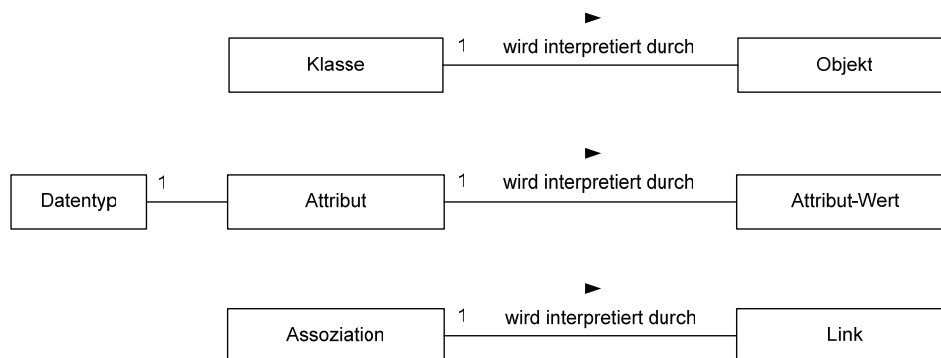 Klasse
1
wird interpretiert durch
Objekt
Datentyp
1
Attribut
1
wird interpretiert durch
Attribut-Wert
Assoziation
1
wird interpretiert durch
Link